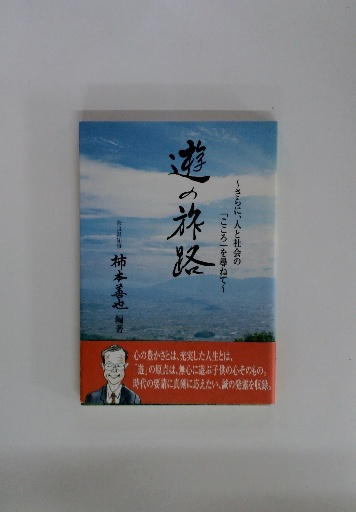 遊の旅路
~さらに、人と社会の
「こころ」を尋ねて~
柿本善也 編著
心の豊かさとは、充実した人生とは。
「遊」の原点は、無心に遊ぶ子供の心そのもの。
時代の要請に真剣に応えたい、誠の発露を収録。